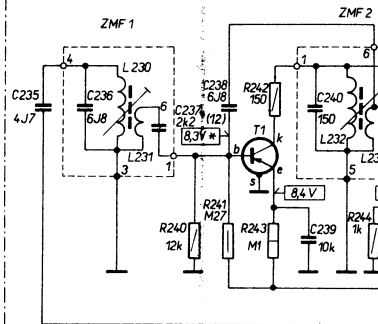 ZMF 1
ZMF 2
4
L 230
6
C235
4J7
C236
6J8
6
C237
2k2
C238
6J8
(12)
8,3V *
L231
1
3
R242
150
1
C240
150
L232
L23
5
T1
k
b
e
s
8,4 V
R240
12k
R241
M27
R243
M1
C239
10k
R244
1k